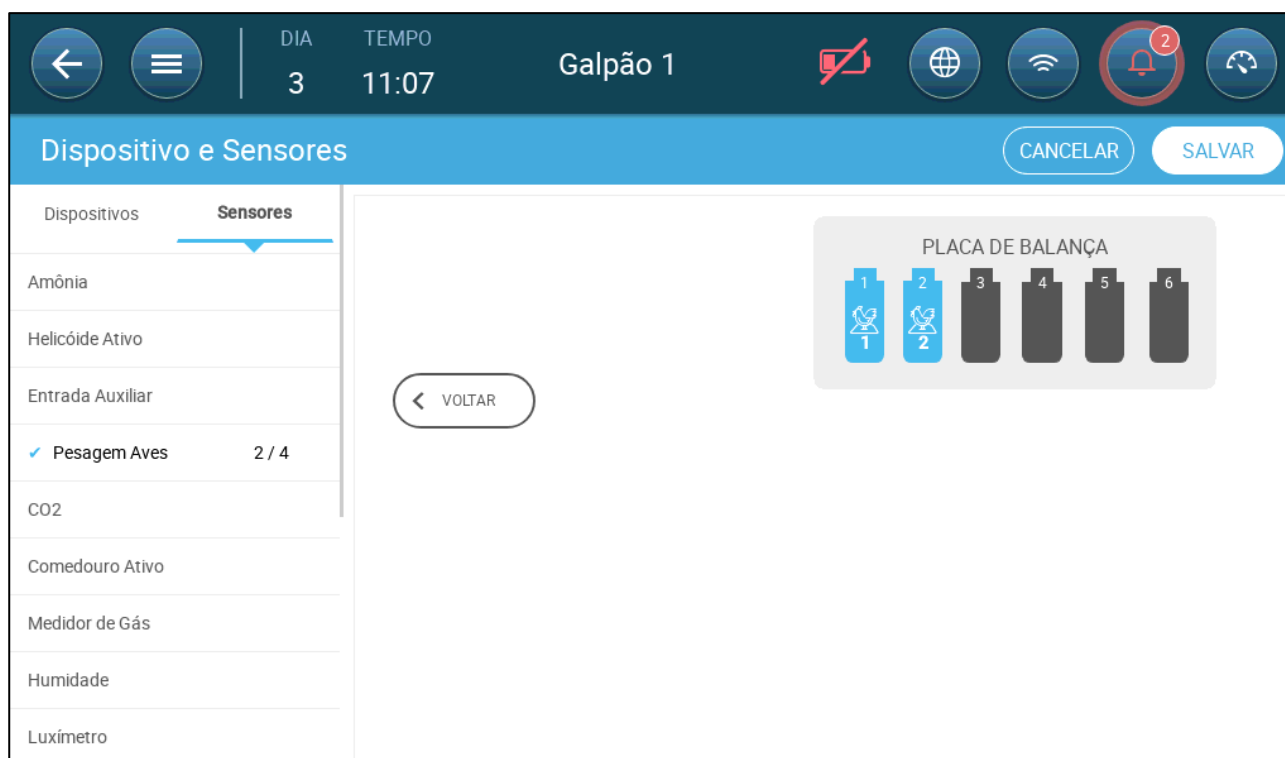 DIA TEMPO
3 11:07
Galpão 1
2
Dispositivo e Sensores
CANCELAR SALVAR
Dispositivos Sensores
Amônia
Helicóide Ativo
Entrada Auxiliar
Pesagem Aves 2 / 4
CO2
Comedouro Ativo
Medidor de Gás
Humidade
Luxímetro
VOLTAR
PLACA DE BALANÇA
1 2 3 4 5 6
1 2